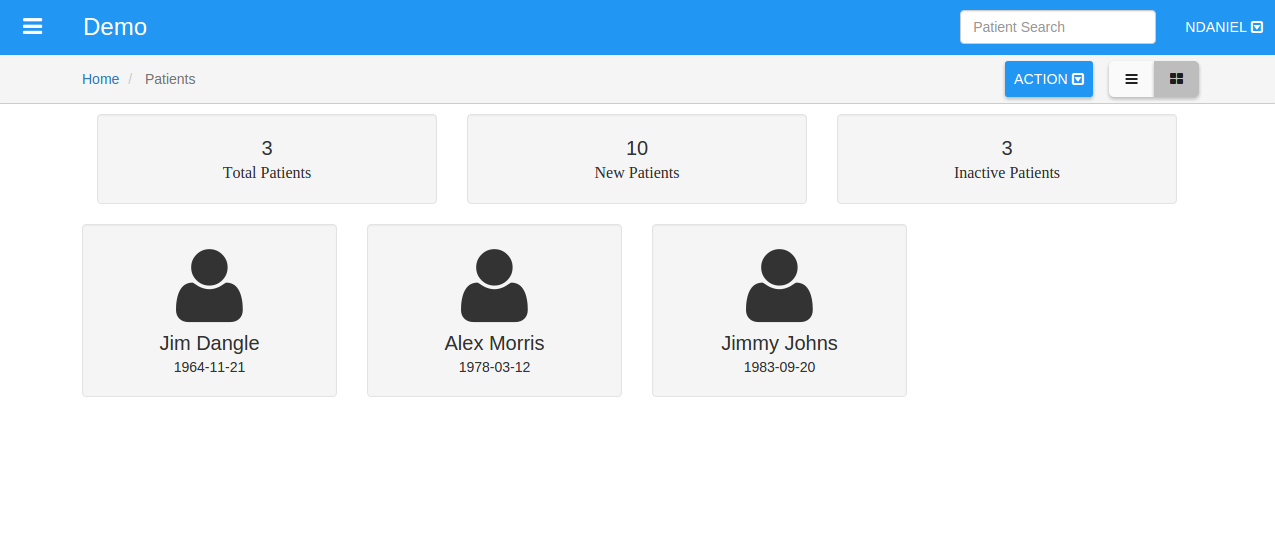 Demo
Patient Search
NDANIEL
Home / Patients
ACTION
3
Total Patients
10
New Patients
3
Inactive Patients
Jim Dangle
1964-11-21
Alex Morris
1978-03-12
Jimmy Johns
1983-09-20